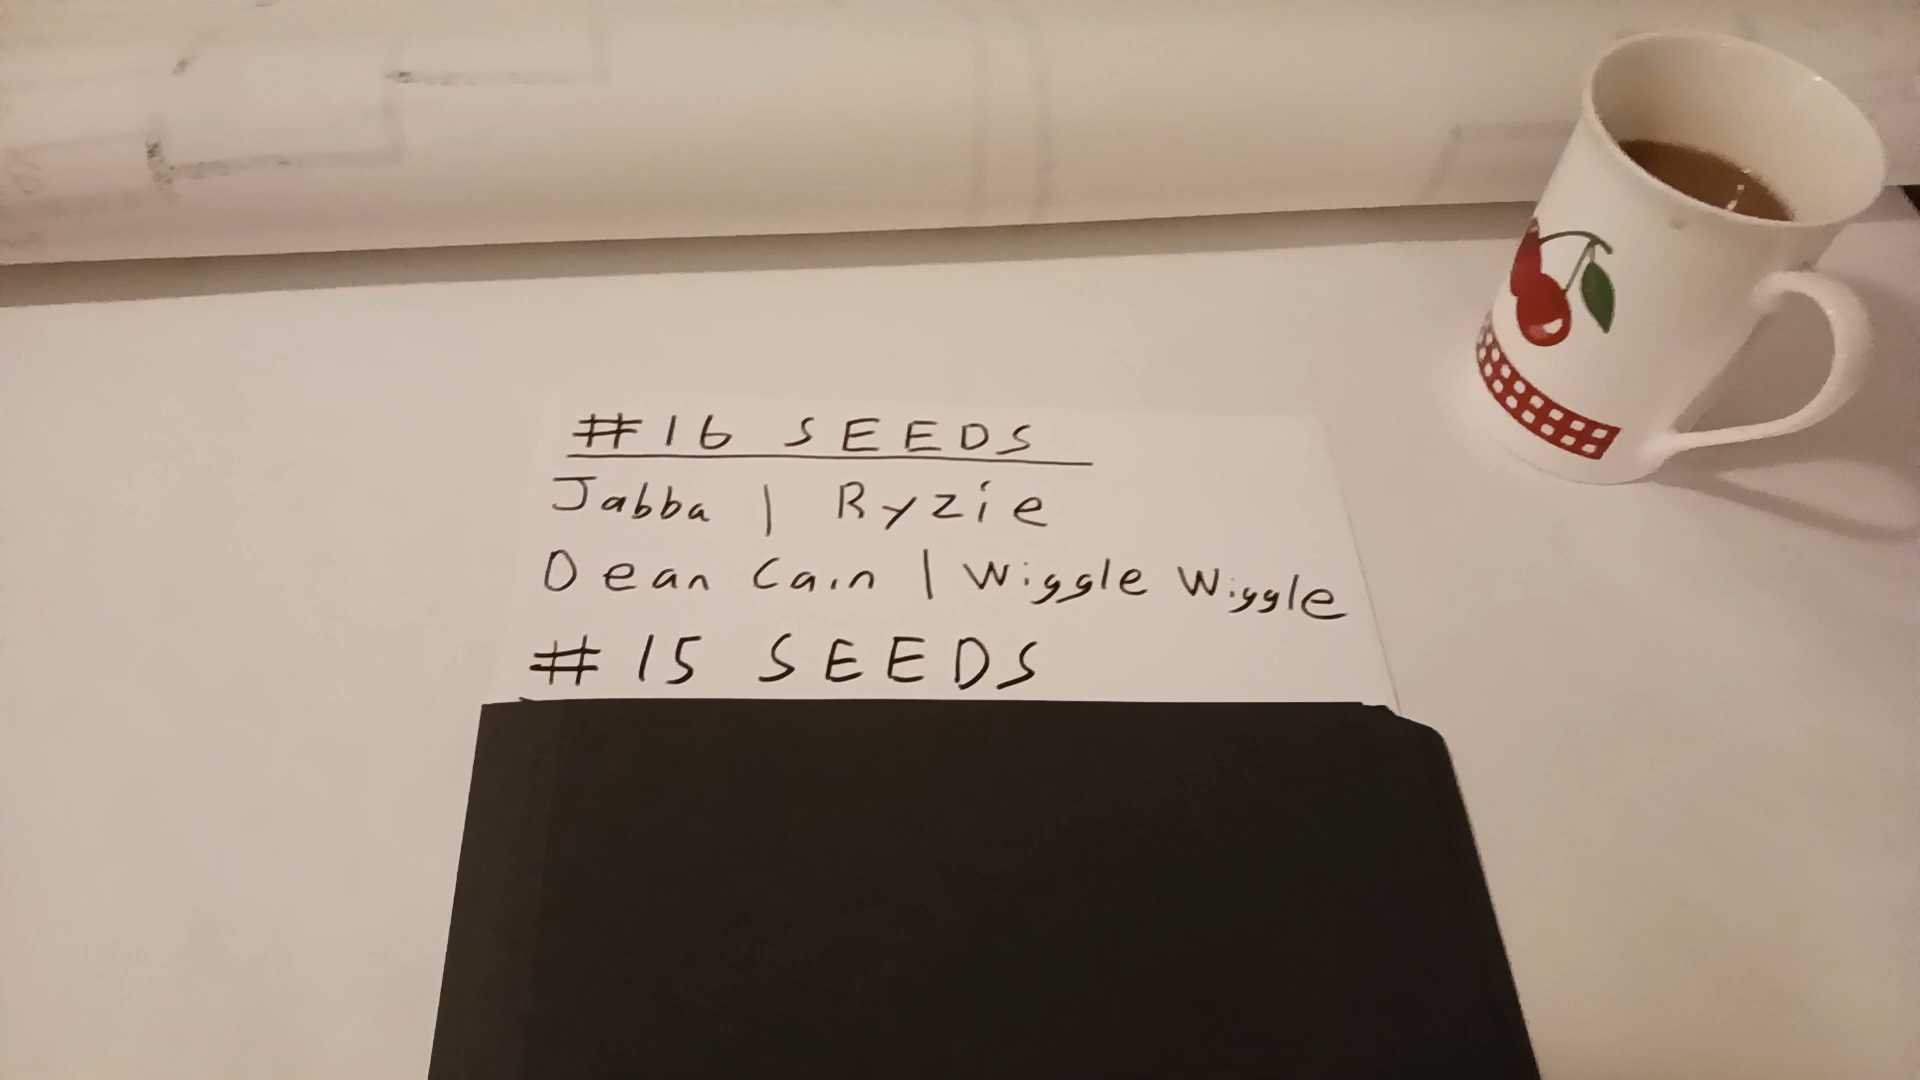 #16 SEEDS
Jabba | Ryzie
Dean Cain | Wiggle Wiggle
#15 SEEDS